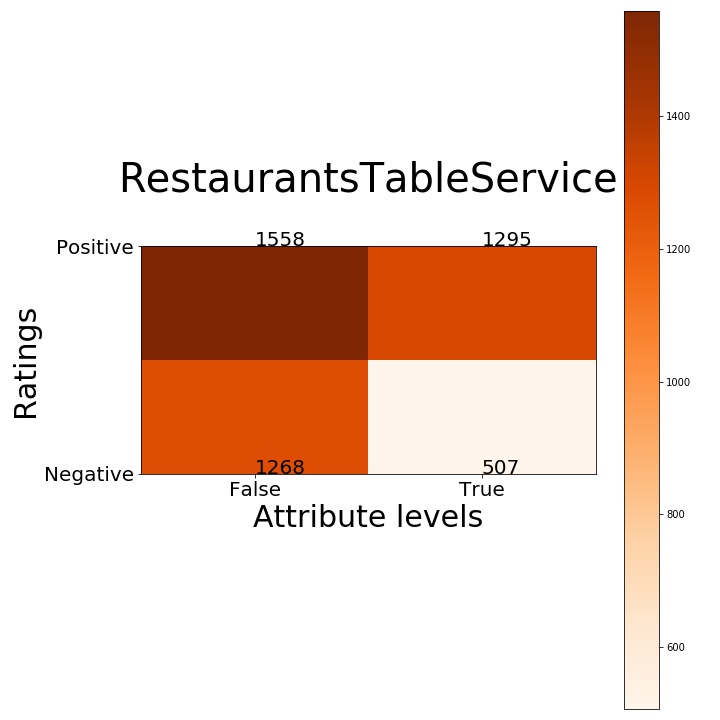 RestaurantsTableService
1558 1295
Positive
Ratings
Negative
1268 507
False True
Attribute levels
1400
1200
1000
800
600